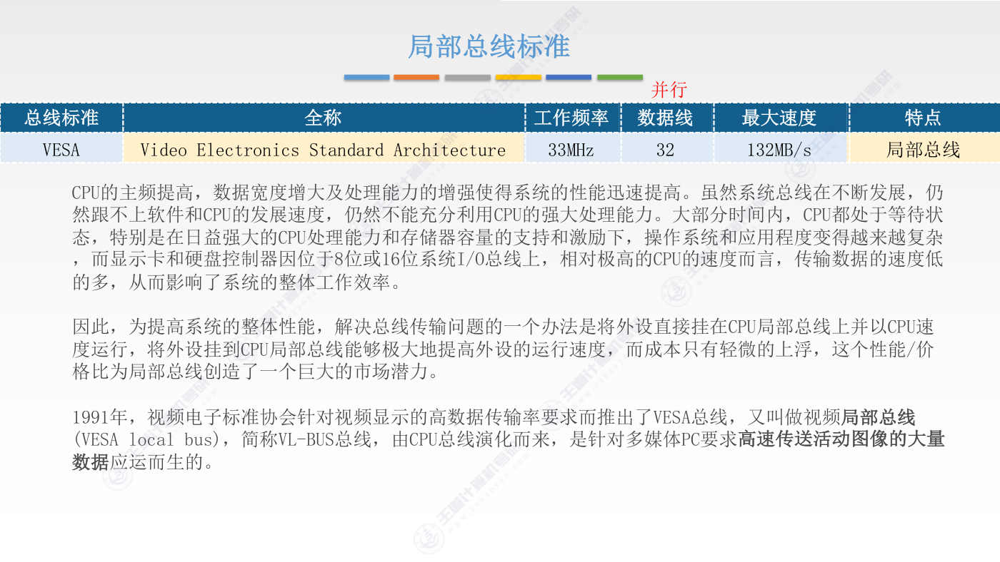 局部总线标准
并行
总线标准 全称 工作频率 数据线 最大速度 特点
VESA Video Electronics Standard Architecture 33MHz 32 132MB/s 局部总线
CPU的主频提高，数据宽度增大及处理能力的增强使得系统的性能迅速提高。虽然系统总线在不断发展，仍
然跟不上软件和CPU的发展速度，仍然不能充分利用CPU的强大处理能力。大部分时间内，CPU都处于等待状
态，特别是在日益强大的CPU处理能力和存储器容量的支持和激励下，操作系统和应用程度变得越来越复杂
，而显示卡和硬盘控制器因位于8位或16位系统I/O总线上，相对极高的CPU的速度而言，传输数据的速度低
的多，从而影响了系统的整体工作效率。
因此，为提高系统的整体性能，解决总线传输问题的一个办法是将外设直接挂在CPU局部总线上并以CPU速
度运行，将外设挂到CPU局部总线能够极大地提高外设的运行速度，而成本只有轻微的上浮，这个性能/价
格比为局部总线创造了一个巨大的市场潜力。
1991年，视频电子标准协会针对视频显示的高数据传输率要求而推出了VESA总线，又叫做视频局部总线
(VESA local bus)，简称VL-BUS总线，由CPU总线演化而来，是针对多媒体PC要求高速传送活动图像的大量
数据应运而生的。
王道计算机考研